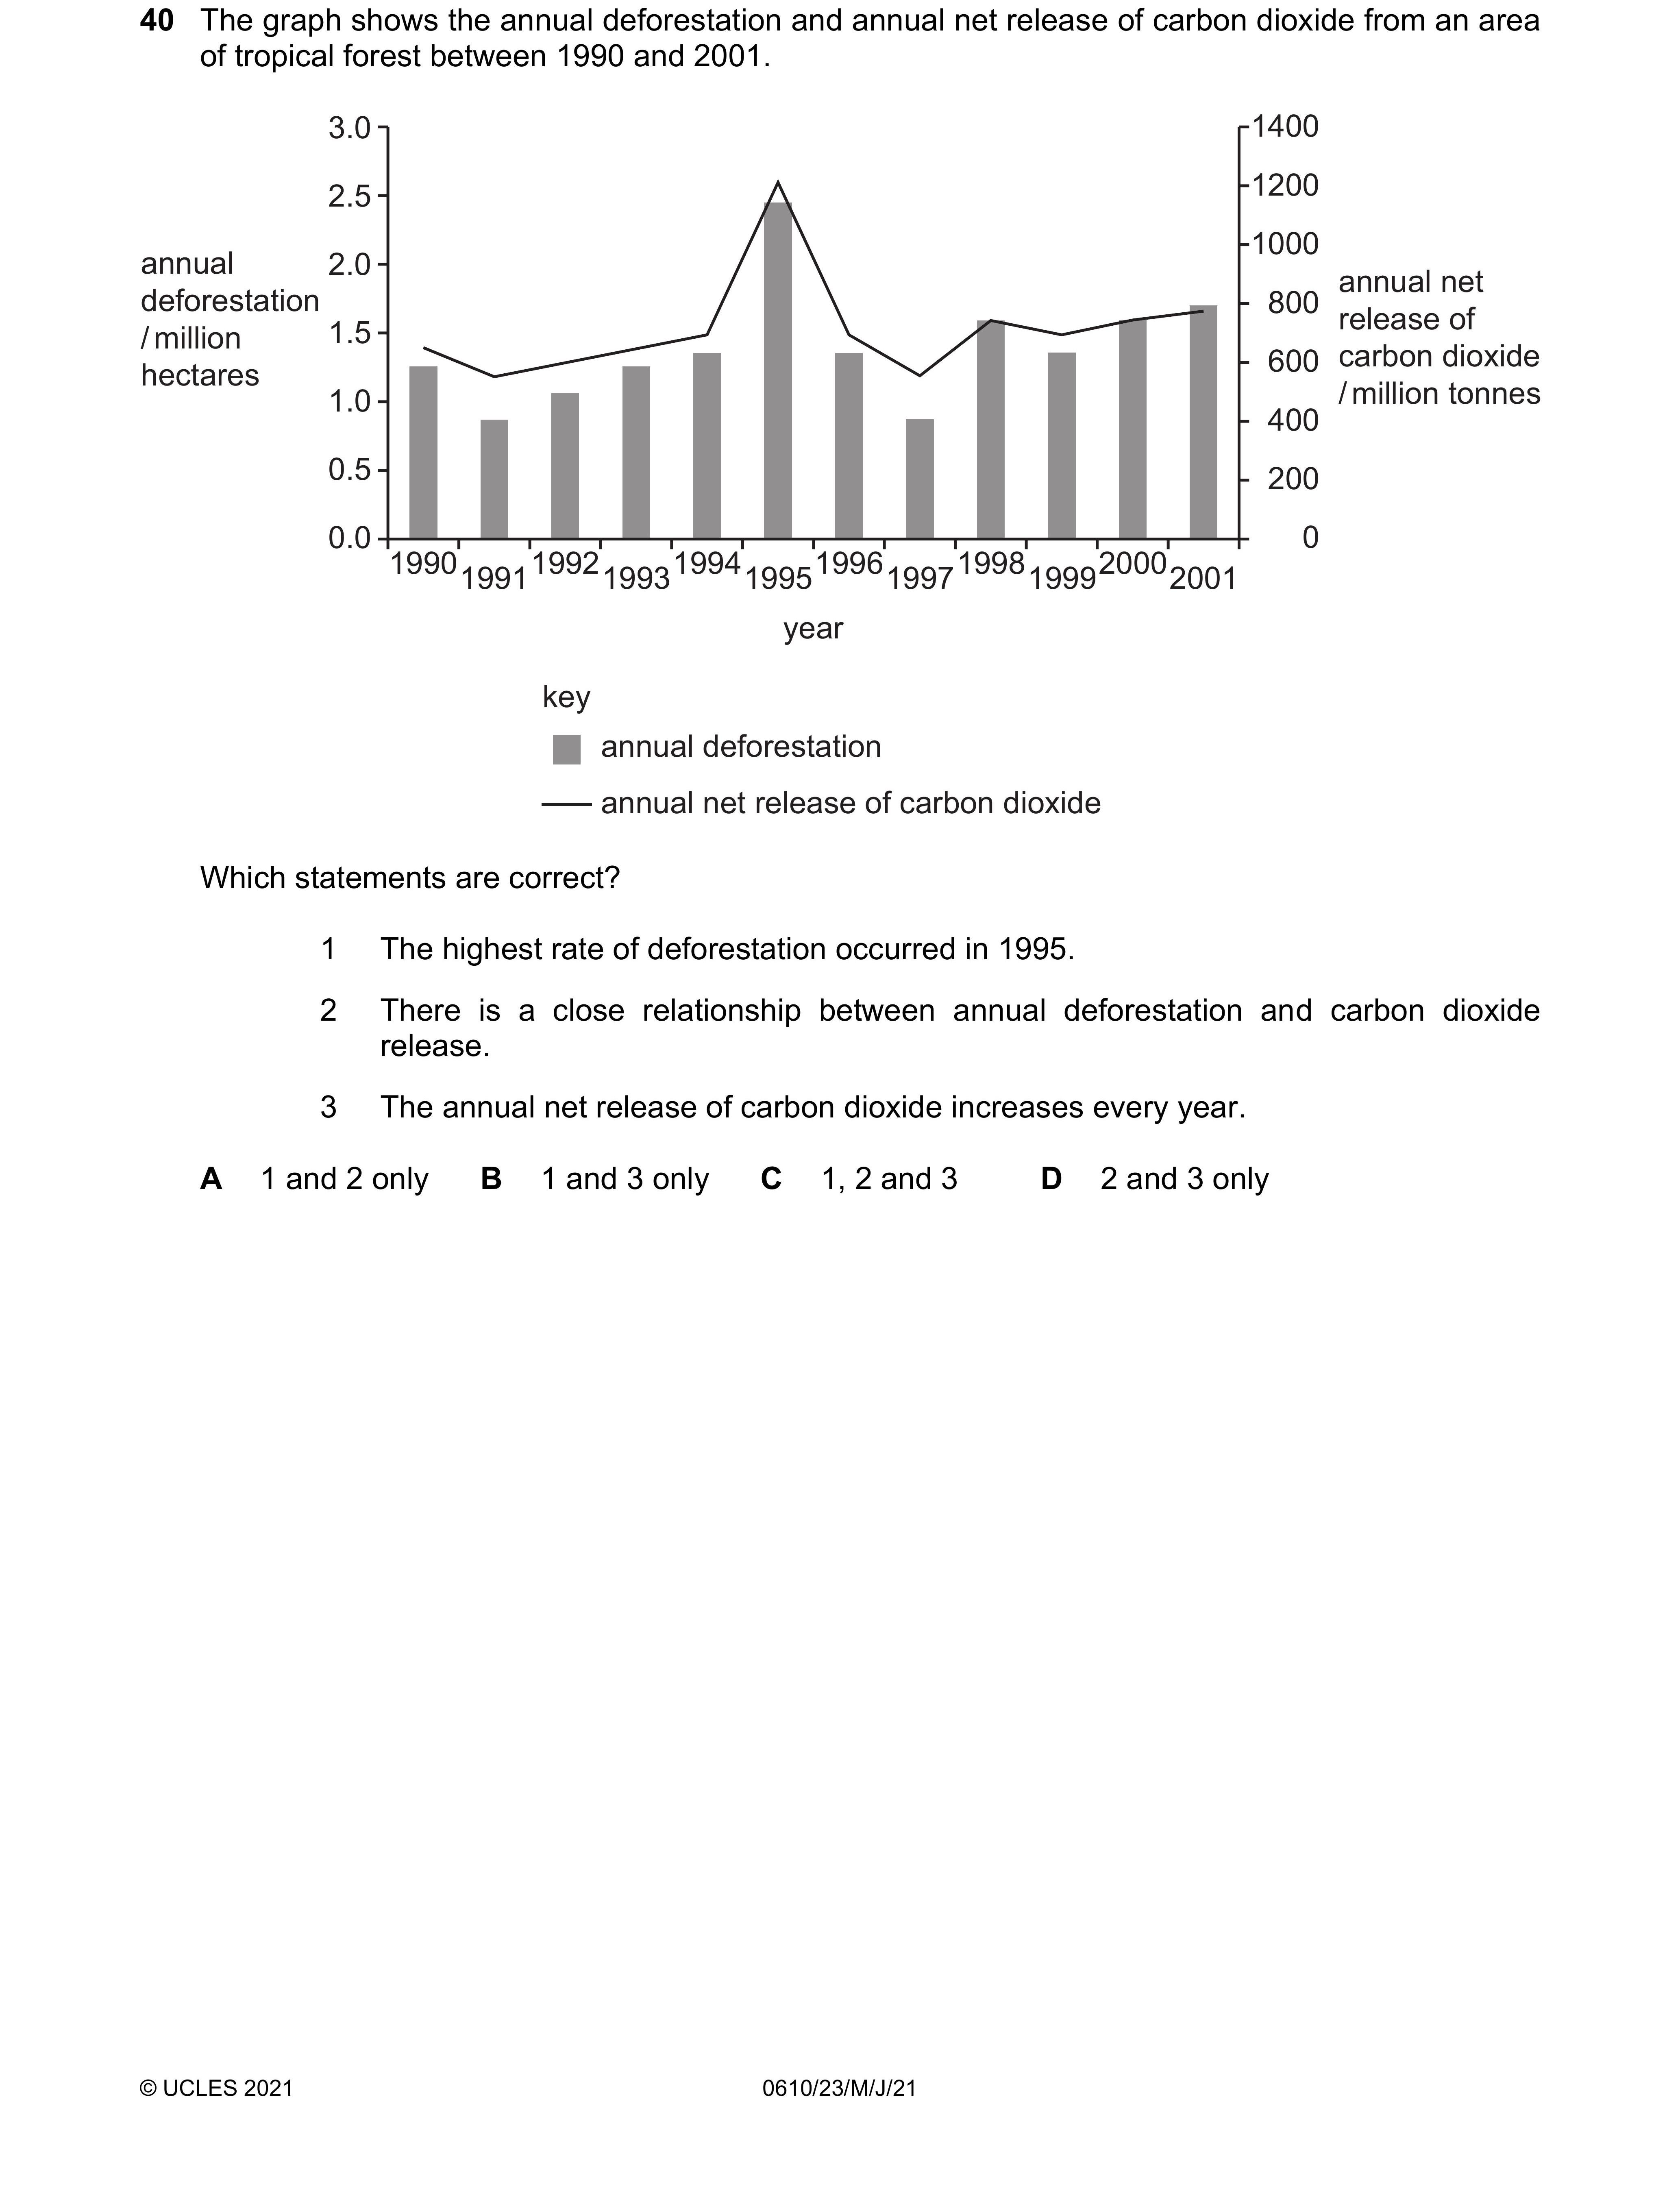 40 The graph shows the annual deforestation and annual net release of carbon dioxide from an area
of tropical forest between 1990 and 2001.
3.0
2.5
2.0
1.5
1.0
0.5
0.0
annual
deforestation
/ million
hectares
1400
1200
1000
800
600
400
200
0
annual net
release of
carbon dioxide
/ million tonnes
1990 1991 1992 1993 1994 1995 1996 1997 1998 1999 2000 2001
year
key
annual deforestation
annual net release of carbon dioxide
Which statements are correct?
1 The highest rate of deforestation occurred in 1995.
2 There is a close relationship between annual deforestation and carbon dioxide
release.
3 The annual net release of carbon dioxide increases every year.
A 1 and 2 only B 1 and 3 only C 1, 2 and 3 D 2 and 3 only
© UCLES 2021 0610/23/M/J/21